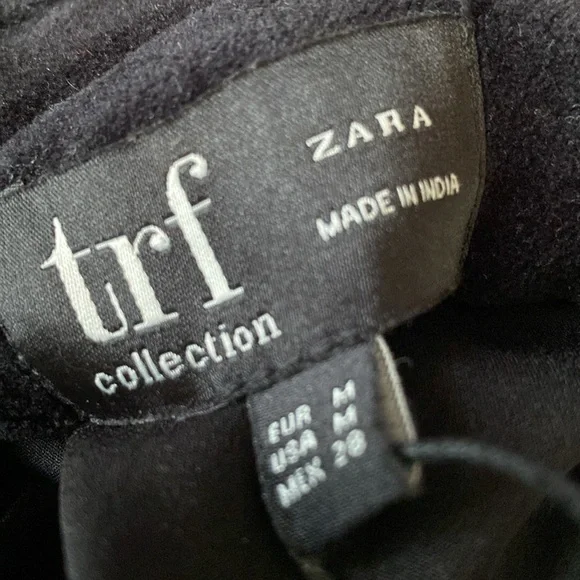 trf
collection
ZARA
MADE IN INDIA
EUR M
USA M
MEX 28